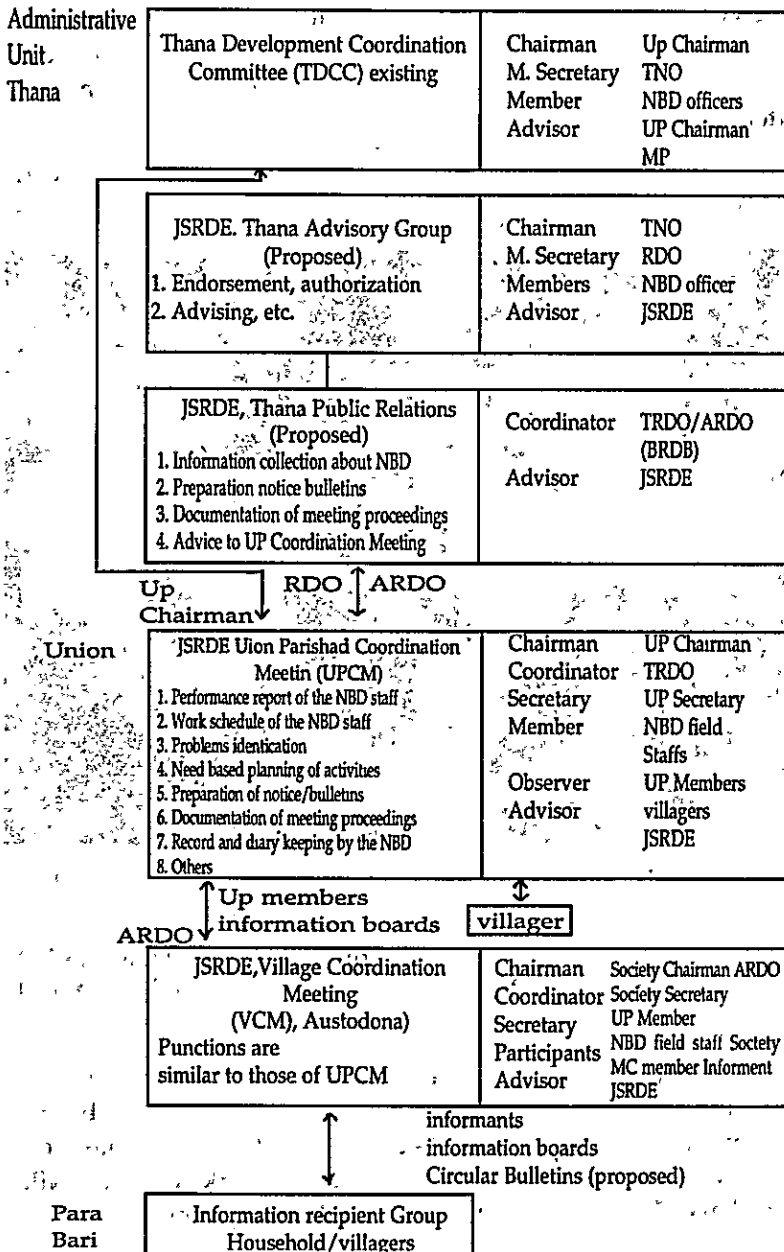 Administrative
Unit
Thana
Thana Development Coordination
Committee (TDCC) existing
Chairman Up Chairman
M. Secretary TNO
Member NBD officers
Advisor UP Chairman
MP
JSRDE. Thana Advisory Group
(Proposed)
1. Endorsement, authorization
2. Advising, etc.
Chairman TNO
M. Secretary RDO
Members NBD officer
Advisor JSRDE
JSRDE, Thana Public Relations
(Proposed)
1. Information collection about NBD
2. Preparation notice bulletins
3. Documentation of meeting proceedings
4. Advice to UP Coordination Meeting
Coordinator TRDO/ARDO
(BRDB)
Advisor JSRDE
Up
Chairman
RDO ARDO
Union
JSRDE Uion Parishad Coordination
Meetin (UPCM)
1. Performance report of the NBD staff
2. Work schedule of the NBD staff
3. Problems identication
4. Need based planning of activities
5. Preparation of notice/bulletins
6. Documentation of meeting proceedings
7. Record and diary keeping by the NBD
8. Others
Chairman UP Chairman
Coordinator TRDO
Secretary UP Secretary
Member NBD field
Staffs
Observer UP Members
Advisor villagers
JSRDE
Up members
information boards
villager
ARDO
JSRDE,Village Coordination
Meeting
(VCM), Austodona)
Punctions are
similar to those of UPCM
Chairman Society Chairman ARDO
Coordinator Society Secretary
Secretary UP Member
Participants NBD field staff Soctety
Advisor MC member Informent
JSRDE
informants
information boards
Circular Bulletins (proposed)
Para
Bari
Information recipient Group
Household/villagers